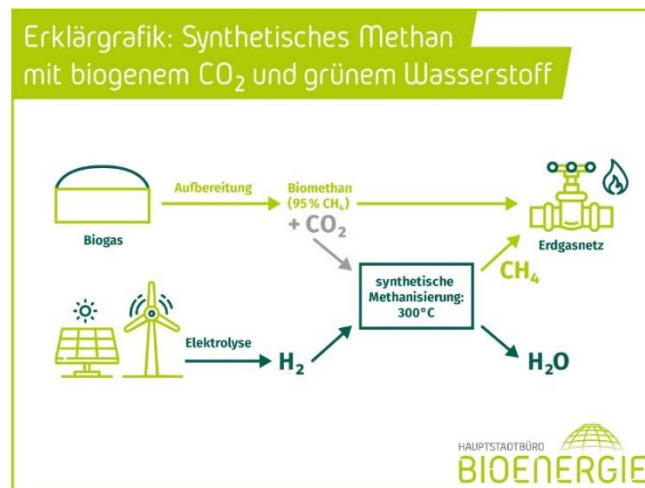 Erklärgrafik: Synthetisches Methan
mit biogenem CO₂ und grünem Wasserstoff
Aufbereitung
Biomethan
(95% CH₄)
+ CO₂
Biogas
Erdgasnetz
synthetische
Methanisierung:
300°C
CH₄
Elektrolyse
H₂
H₂O
HAUPTSTADTBÜRO
BIOENERGIE